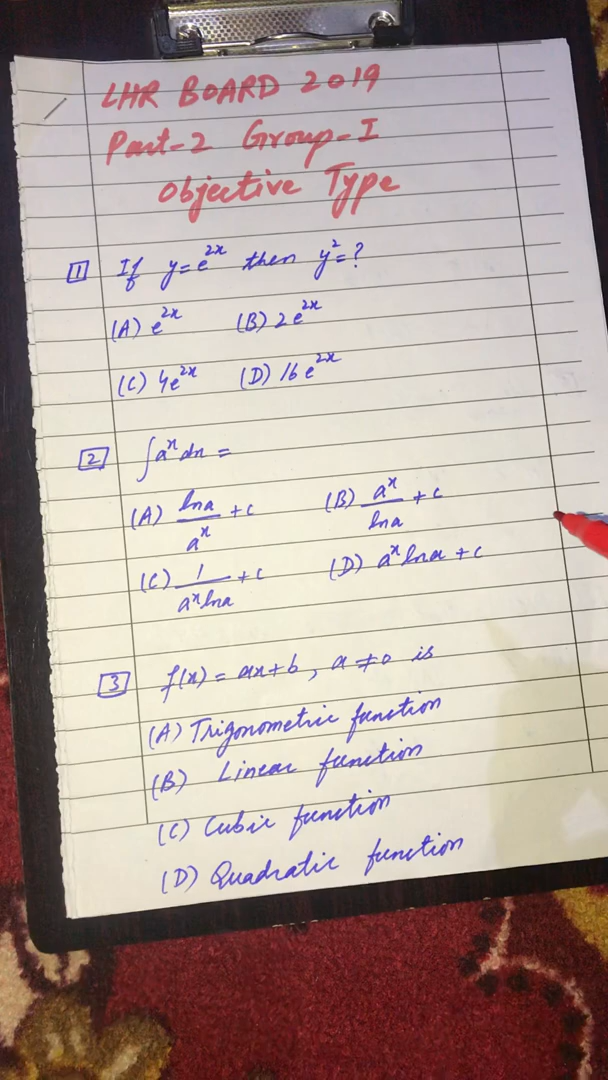 LHR BOARD 2019
Part-2 Group-I
Objective Type
1 If y=e^2x then y^2=?
(A) e^2x (B) 2e^2x
(C) 4e^2x (D) 16e^2x
2 ∫a^x dx =
(A) lna/a^x +c (B) a^x/lna +c
(C) 1/a^x lna +c (D) a^x lna +c
3 f(x) = ax+b, a≠0 is
(A) Trigonometric function
(B) Linear function
(C) Cubic function
(D) Quadratic function